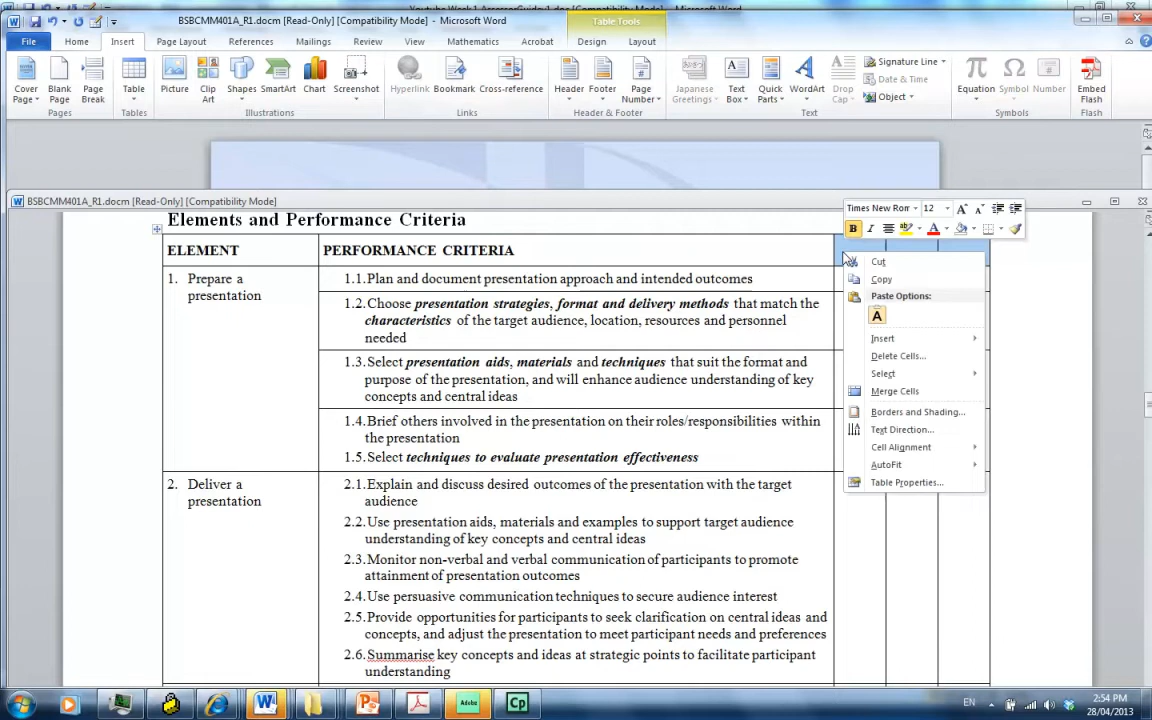 Youtube Week 1 AssessorGuidev1.doc [Compatibility Mode] - Microsoft Word
BSBCMM401A_R1.docm [Read-Only] [Compatibility Mode] - Microsoft Word
Table Tools
File Home Insert Page Layout References Mailings Review View Mathematics Acrobat Design Layout
Cover Page Blank Page Page Break Table Picture Clip Art Shapes SmartArt Chart Screenshot Hyperlink Bookmark Cross-reference Header Footer Page Number Japanese Greetings Text Box Quick Parts WordArt Drop Cap Signature Line Date & Time Object Equation Symbol Number Embed Flash
Pages Tables Illustrations Links Header & Footer Text Symbols Flash
BSBCMM401A_R1.docm [Read-Only] [Compatibility Mode]
Elements and Performance Criteria
ELEMENT PERFORMANCE CRITERIA
1. Prepare a presentation
1.1.Plan and document presentation approach and intended outcomes
1.2.Choose presentation strategies, format and delivery methods that match the
characteristics of the target audience, location, resources and personnel
needed
1.3.Select presentation aids, materials and techniques that suit the format and
purpose of the presentation, and will enhance audience understanding of key
concepts and central ideas
1.4.Brief others involved in the presentation on their roles/responsibilities within
the presentation
1.5.Select techniques to evaluate presentation effectiveness
2. Deliver a presentation
2.1.Explain and discuss desired outcomes of the presentation with the target
audience
2.2.Use presentation aids, materials and examples to support target audience
understanding of key concepts and central ideas
2.3.Monitor non-verbal and verbal communication of participants to promote
attainment of presentation outcomes
2.4.Use persuasive communication techniques to secure audience interest
2.5.Provide opportunities for participants to seek clarification on central ideas and
concepts, and adjust the presentation to meet participant needs and preferences
2.6.Summarise key concepts and ideas at strategic points to facilitate participant
understanding
Times New Rom 12
B I
Cut
Copy
Paste Options:
A
Insert
Delete Cells...
Select
Merge Cells
Borders and Shading...
Text Direction...
Cell Alignment
AutoFit
Table Properties...
Adobe
Cp
EN
2:54 PM
28/04/2013